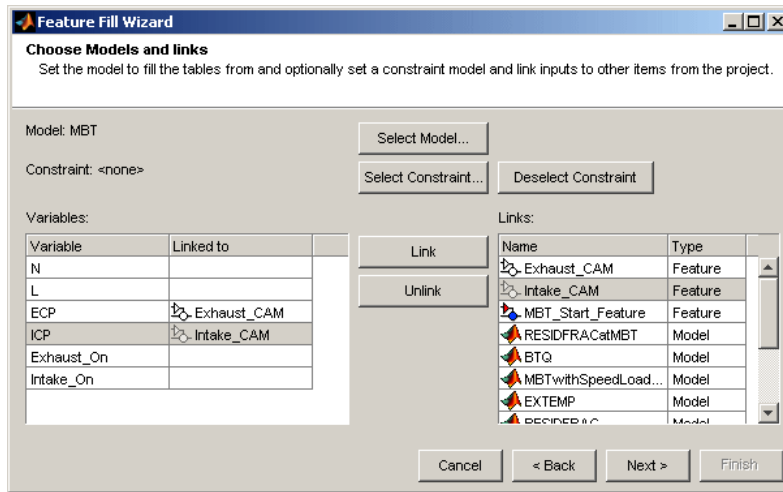 Feature Fill Wizard
Choose Models and links
Set the model to fill the tables from and optionally set a constraint model and link inputs to other items from the project.
Model: MBT
Select Model...
Constraint: <none>
Select Constraint...
Deselect Constraint
Variables:
Links:
Variable Linked to
N
L
ECP Exhaust_CAM
ICP Intake_CAM
Exhaust_On
Intake_On
Link
Unlink
Name Type
Exhaust_CAM Feature
Intake_CAM Feature
MBT_Start_Feature Feature
RESIDFRACatMBT Model
BTQ Model
MBTwithSpeedLoad... Model
EXTEMP Model
RESIDFRAC Model
Cancel
< Back
Next >
Finish